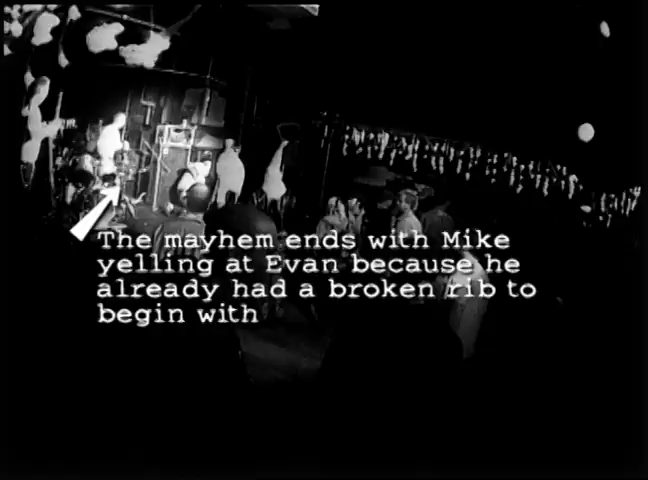 The mayhem ends with Mike
yelling at Evan because he
already had a broken rib to
begin with